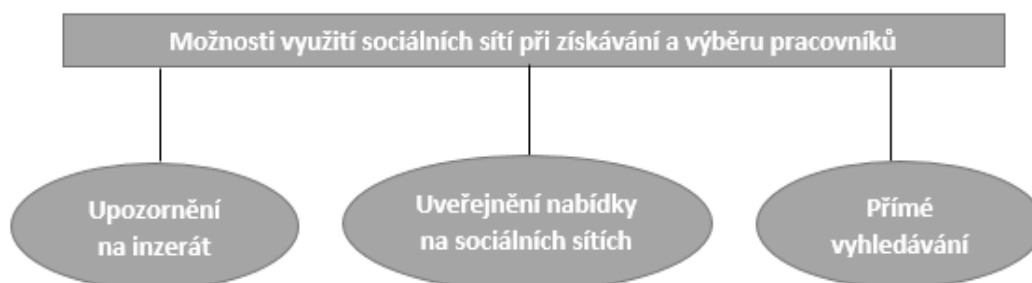 Možnosti využití sociálních sítí při získávání a výběru pracovníků
Upozornění
na inzerát
Uveřejnění nabídky
na sociálních sítích
Přímé
vyhledávání